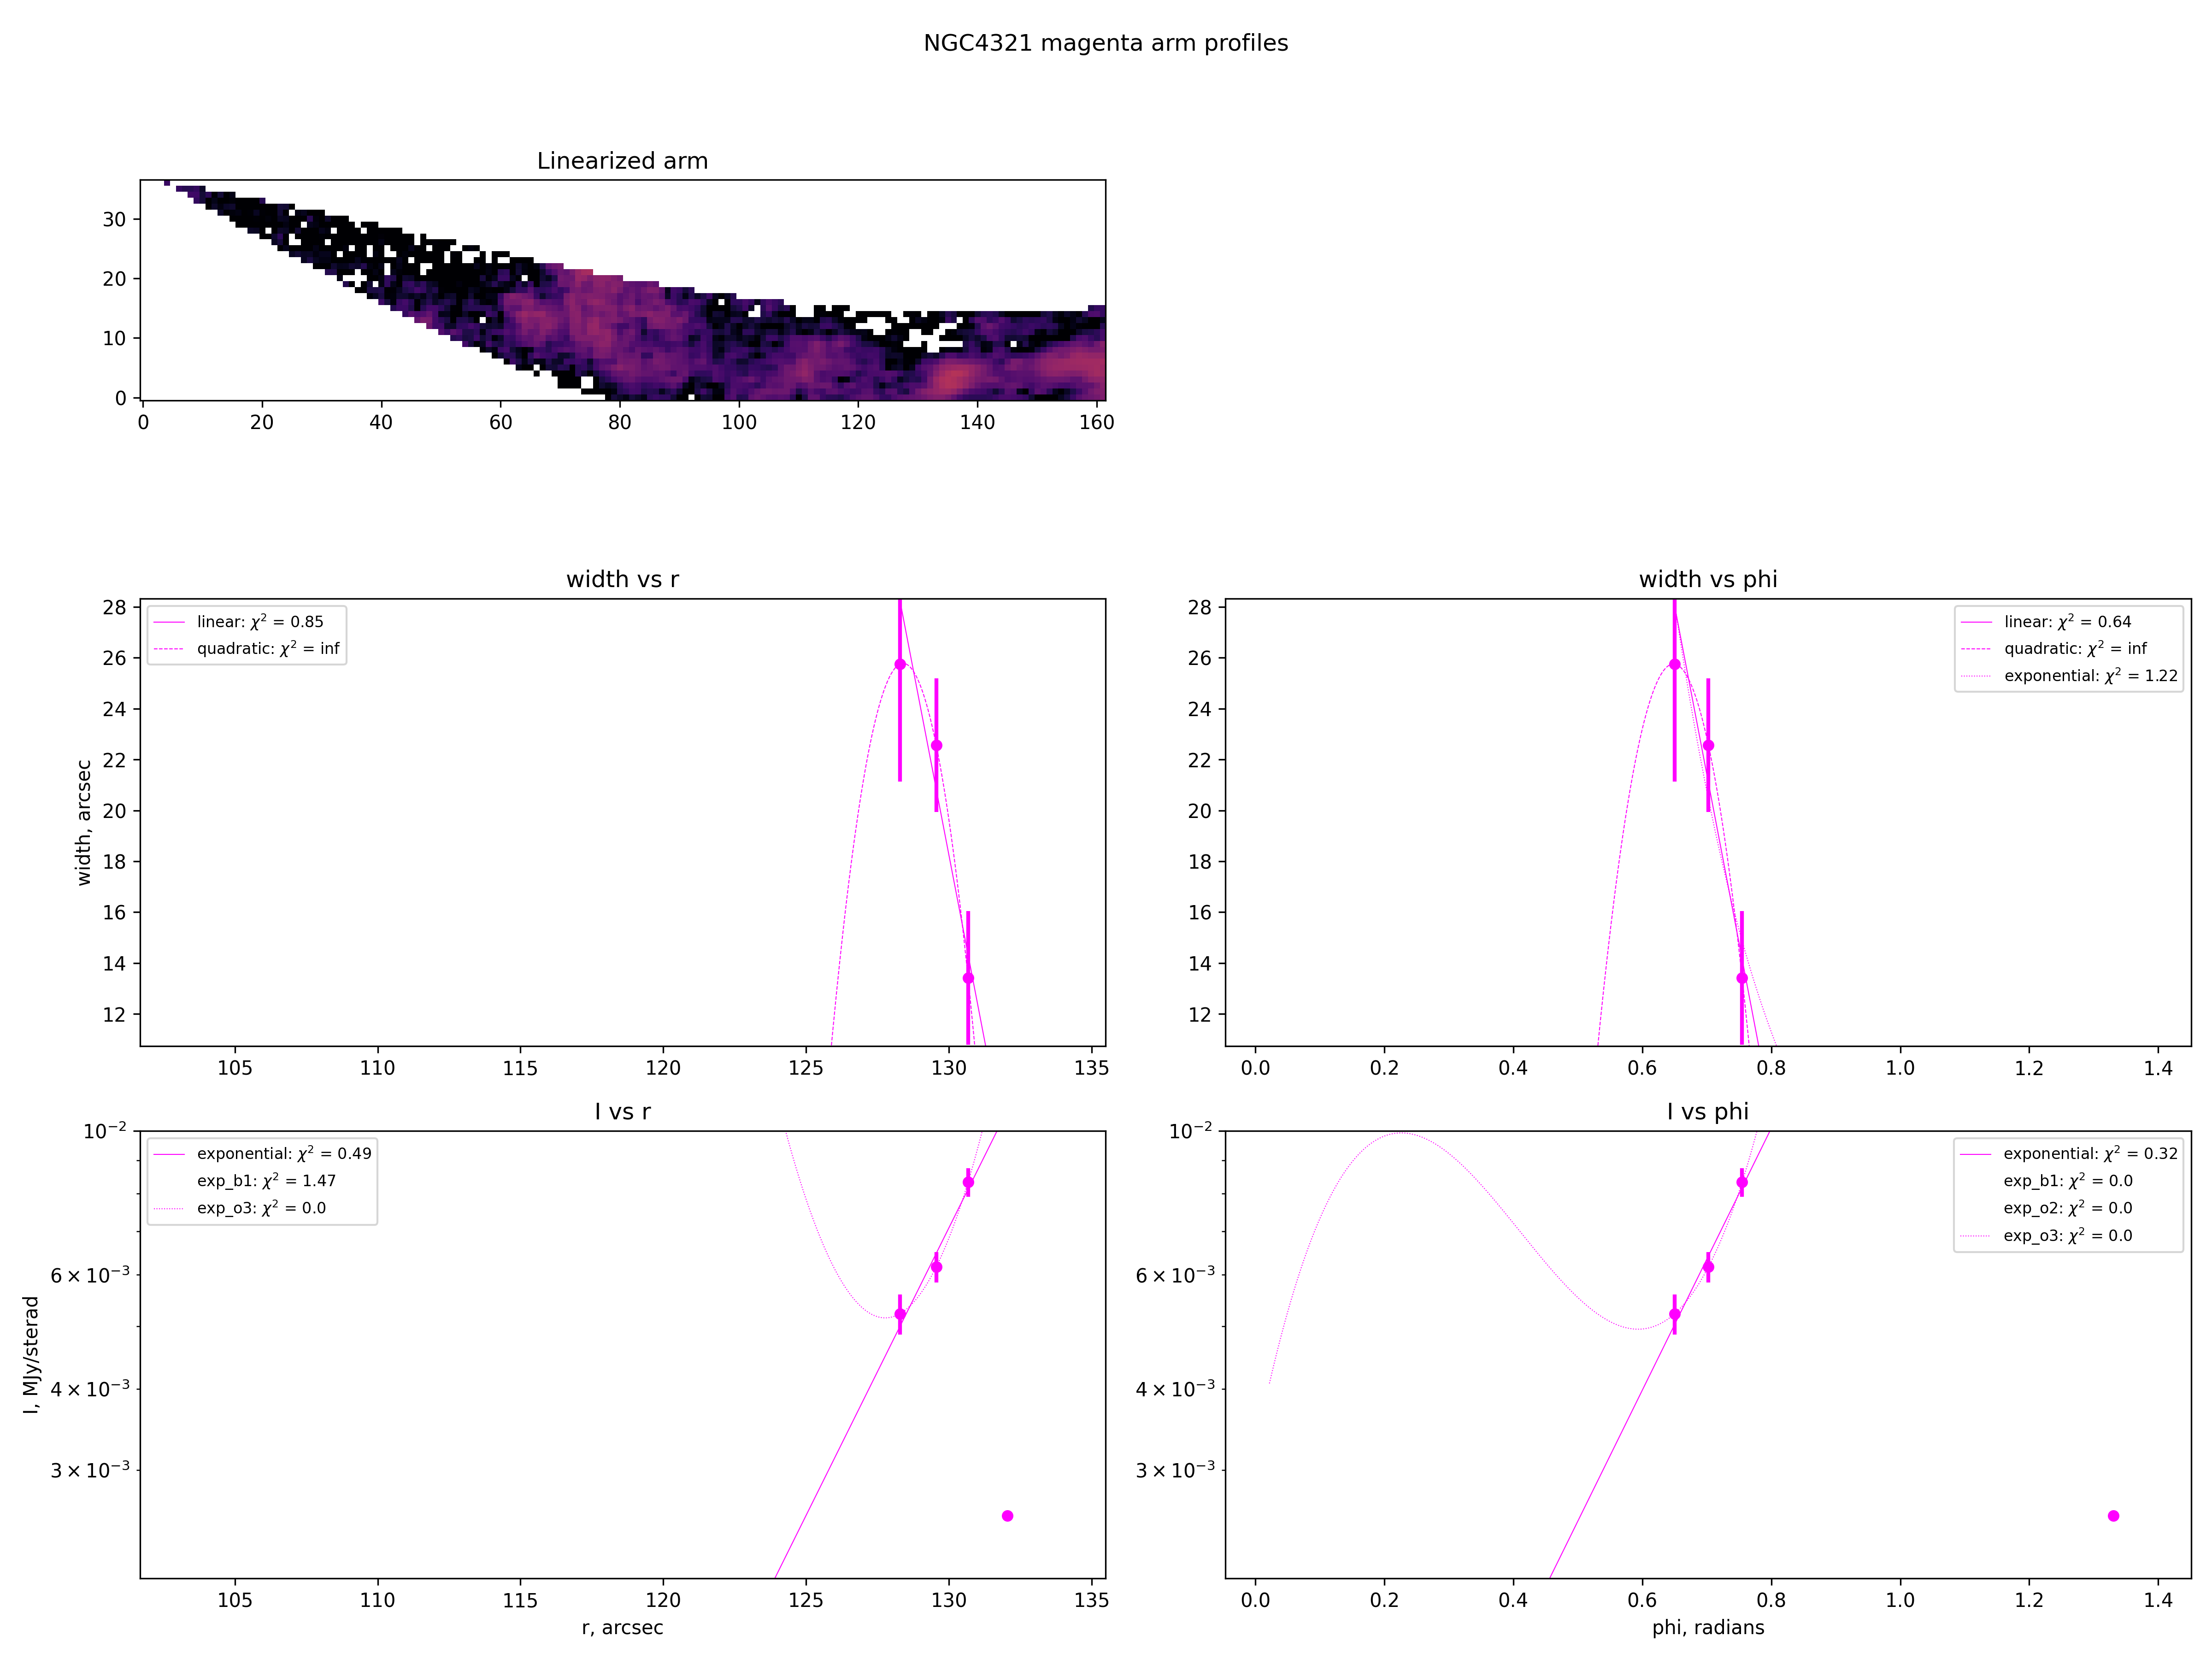 NGC4321 magenta arm profiles
Linearized arm
30
20
10
0
0 20 40 60 80 100 120 140 160
width vs r
width, arcsec
28
26
24
22
20
18
16
14
12
linear: χ² = 0.85
quadratic: χ² = inf
105 110 115 120 125 130 135
width vs phi
28
26
24
22
20
18
16
14
12
linear: χ² = 0.64
quadratic: χ² = inf
exponential: χ² = 1.22
0.0 0.2 0.4 0.6 0.8 1.0 1.2 1.4
I vs r
I, MJy/sterad
10⁻²
6 × 10⁻³
4 × 10⁻³
3 × 10⁻³
exponential: χ² = 0.49
exp_b1: χ² = 1.47
exp_o3: χ² = 0.0
105 110 115 120 125 130 135
r, arcsec
I vs phi
10⁻²
6 × 10⁻³
4 × 10⁻³
3 × 10⁻³
exponential: χ² = 0.32
exp_b1: χ² = 0.0
exp_o2: χ² = 0.0
exp_o3: χ² = 0.0
0.0 0.2 0.4 0.6 0.8 1.0 1.2 1.4
phi, radians